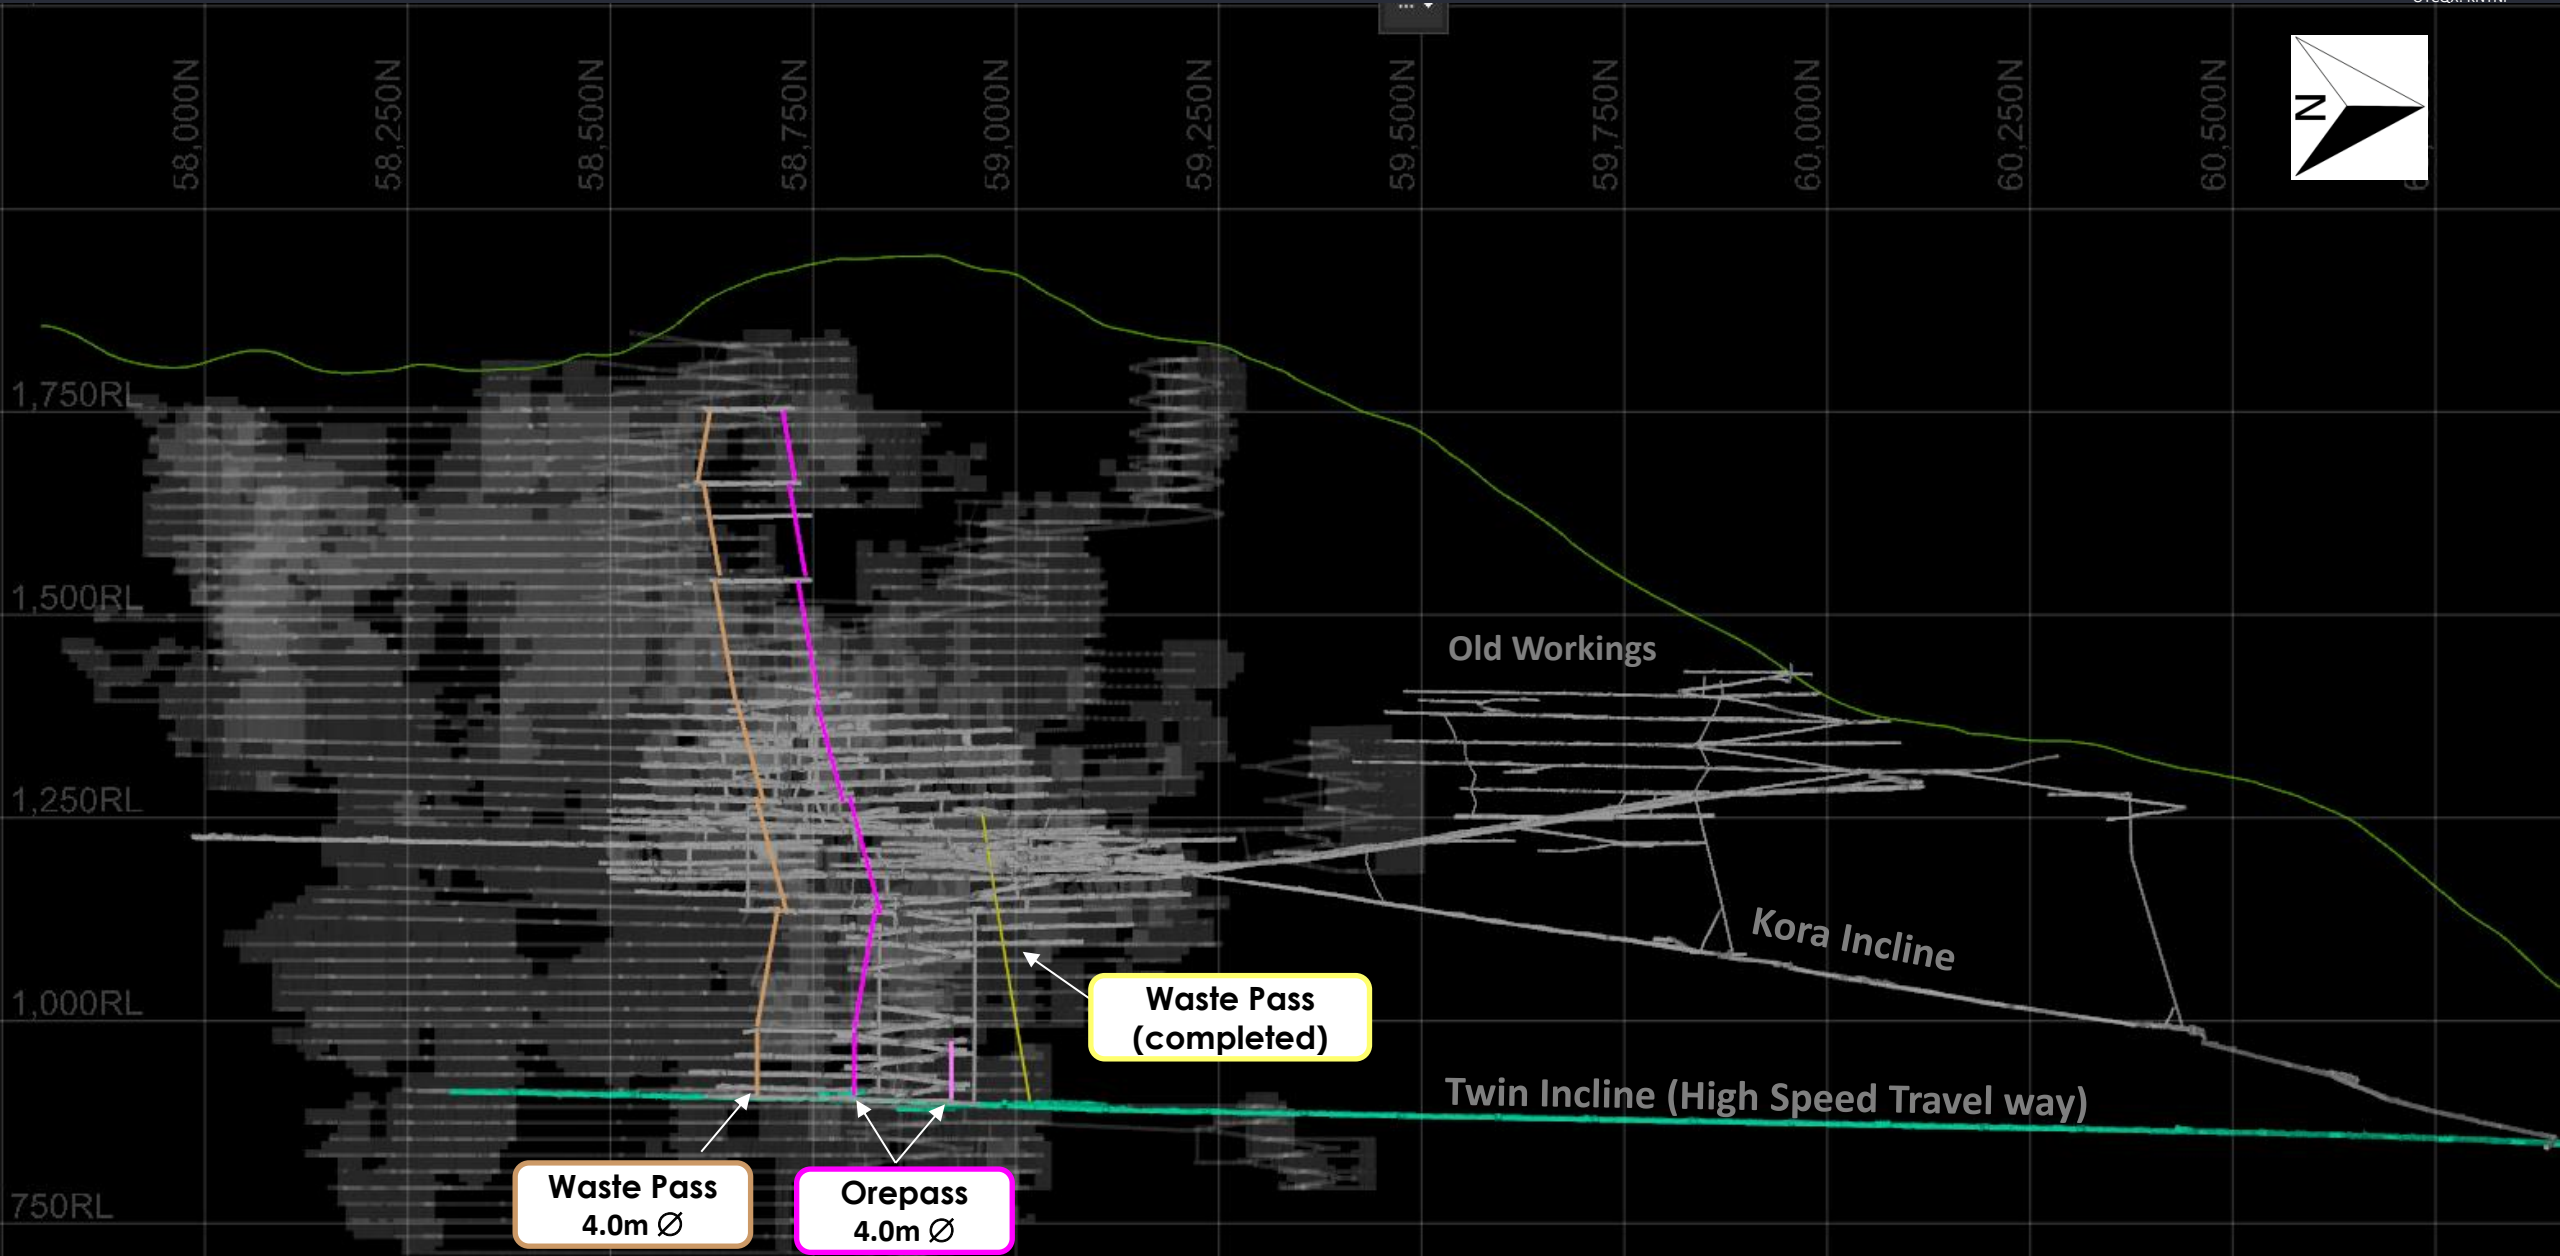 58,000N
58,250N
58,500N
58,750N
59,000N
59,250N
59,500N
59,750N
60,000N
60,250N
60,500N
N
1,750RL
1,500RL
Old Workings
1,250RL
Kora Incline
Waste Pass
(completed)
1,000RL
Twin Incline (High Speed Travel way)
Waste Pass
4.0m ∅
Orepass
4.0m ∅
750RL